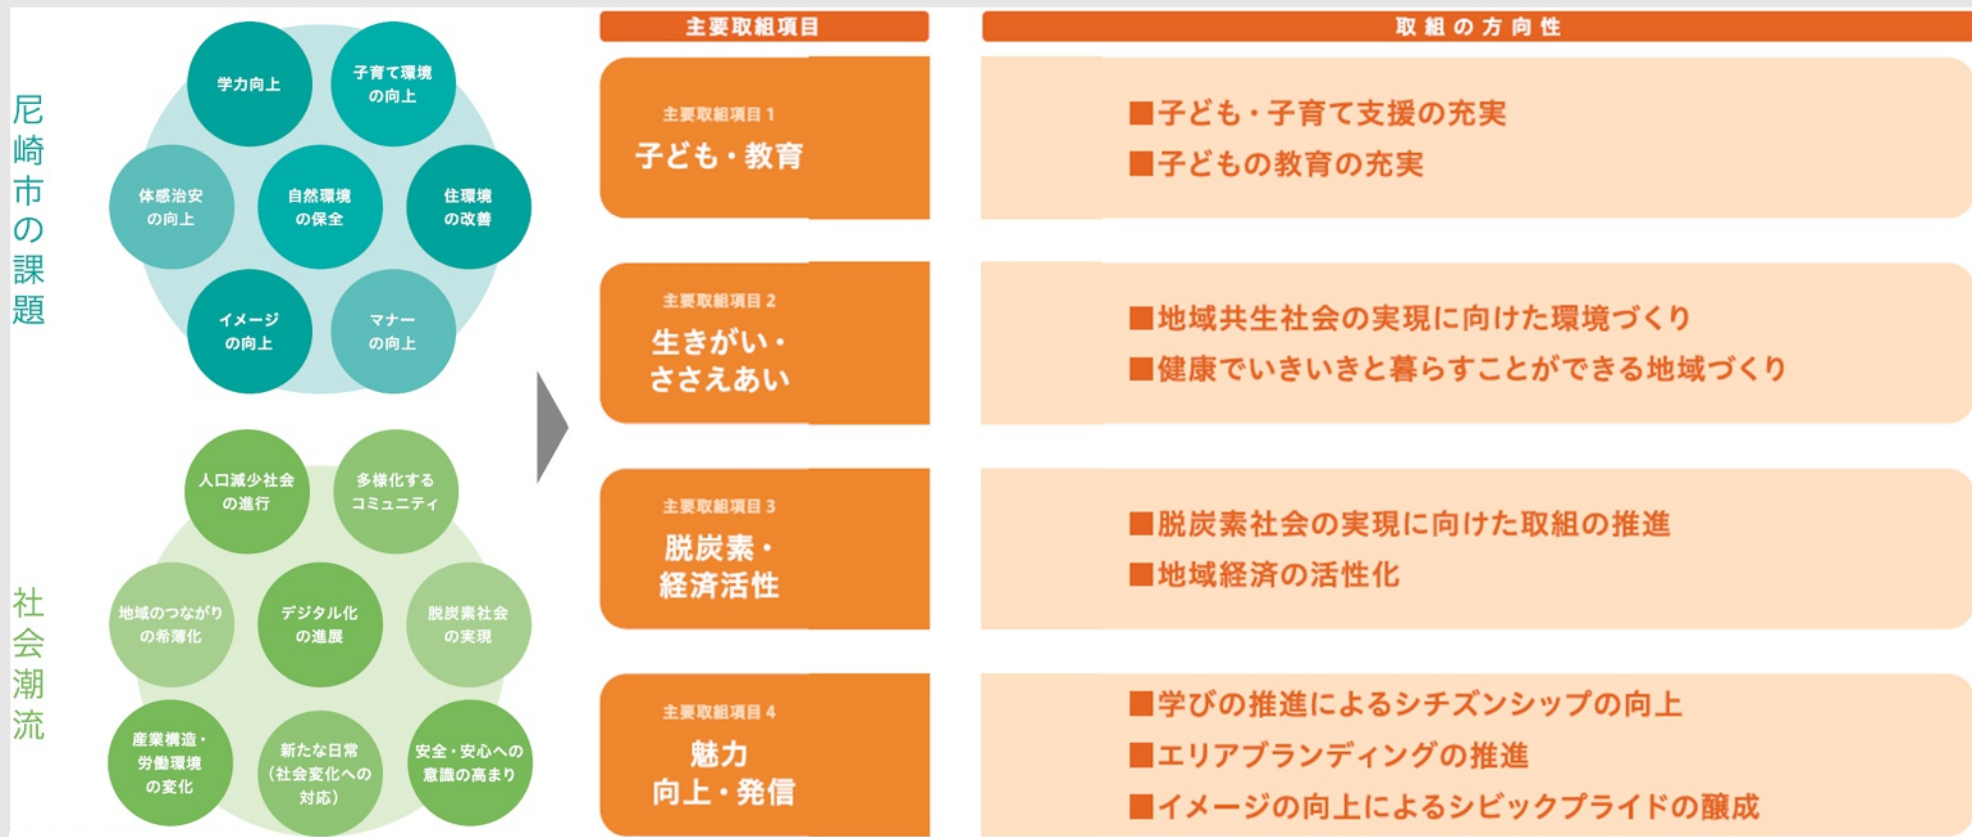 尼崎市の課題
学力向上
子育て環境
の向上
体感治安
の向上
自然環境
の保全
住環境
の改善
イメージ
の向上
マナー
の向上
社会潮流
人口減少社会
の進行
多様化する
コミュニティ
地域のつながり
の希薄化
デジタル化
の進展
脱炭素社会
の実現
産業構造・
労働環境
の変化
新たな日常
（社会変化への
対応）
安全・安心への
意識の高まり
主要取組項目
取組の方向性
主要取組項目 1
子ども・教育
■子ども・子育て支援の充実
■子どもの教育の充実
主要取組項目 2
生きがい・
ささえあい
■地域共生社会の実現に向けた環境づくり
■健康でいきいきと暮らすことができる地域づくり
主要取組項目 3
脱炭素・
経済活性
■脱炭素社会の実現に向けた取組の推進
■地域経済の活性化
主要取組項目 4
魅力
向上・発信
■学びの推進によるシチズンシップの向上
■エリアブランディングの推進
■イメージの向上によるシビックプライドの醸成